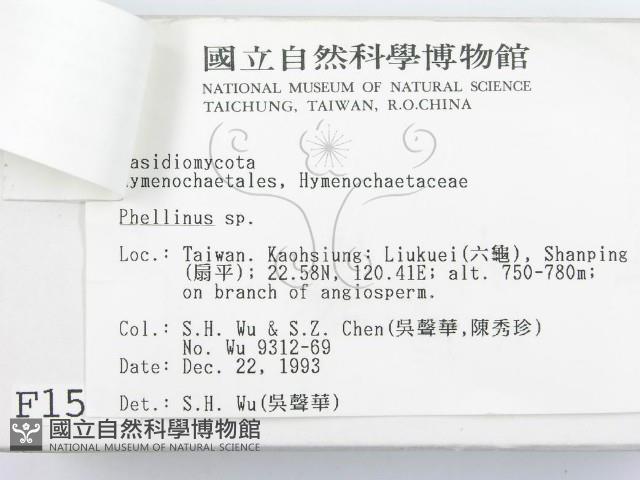 國立自然科學博物館
NATIONAL MUSEUM OF NATURAL SCIENCE
TAICHUNG, TAIWAN, R.O.CHINA
asidiomycota
ymenochaetales, Hymenochaetaceae
Phellinus sp.
Loc.: Taiwan. Kaohsiung: Liukuei(六龜), Shanping
(扇平); 22.58N, 120.41E; alt. 750-780m;
on branch of angiosperm.
Col.: S.H. Wu & S.Z. Chen(吳聲華,陳秀珍)
No. Wu 9312-69
Date: Dec. 22, 1993
Det.: S.H. Wu(吳聲華)
F15
國立自然科學博物館
NATIONAL MUSEUM OF NATURAL SCIENCE